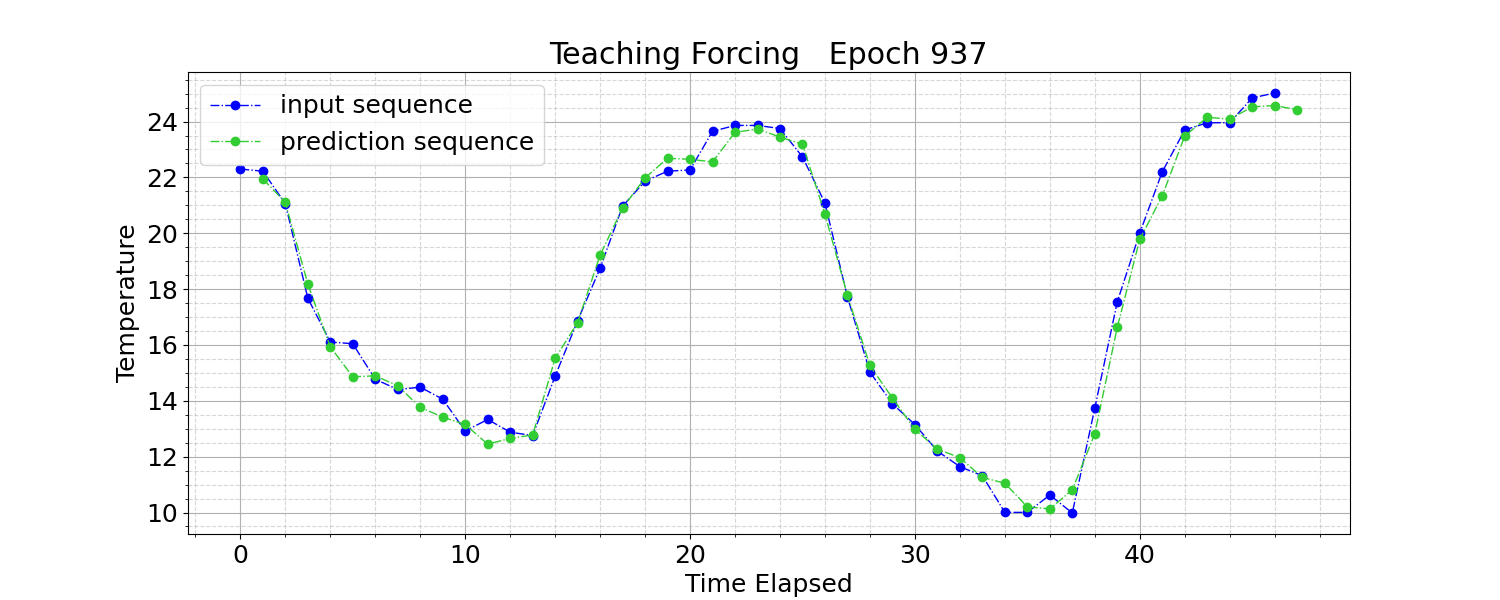 Teaching Forcing   Epoch 937
input sequence
prediction sequence
24
22
20
18
16
14
12
10
Temperature
0 10 20 30 40
Time Elapsed